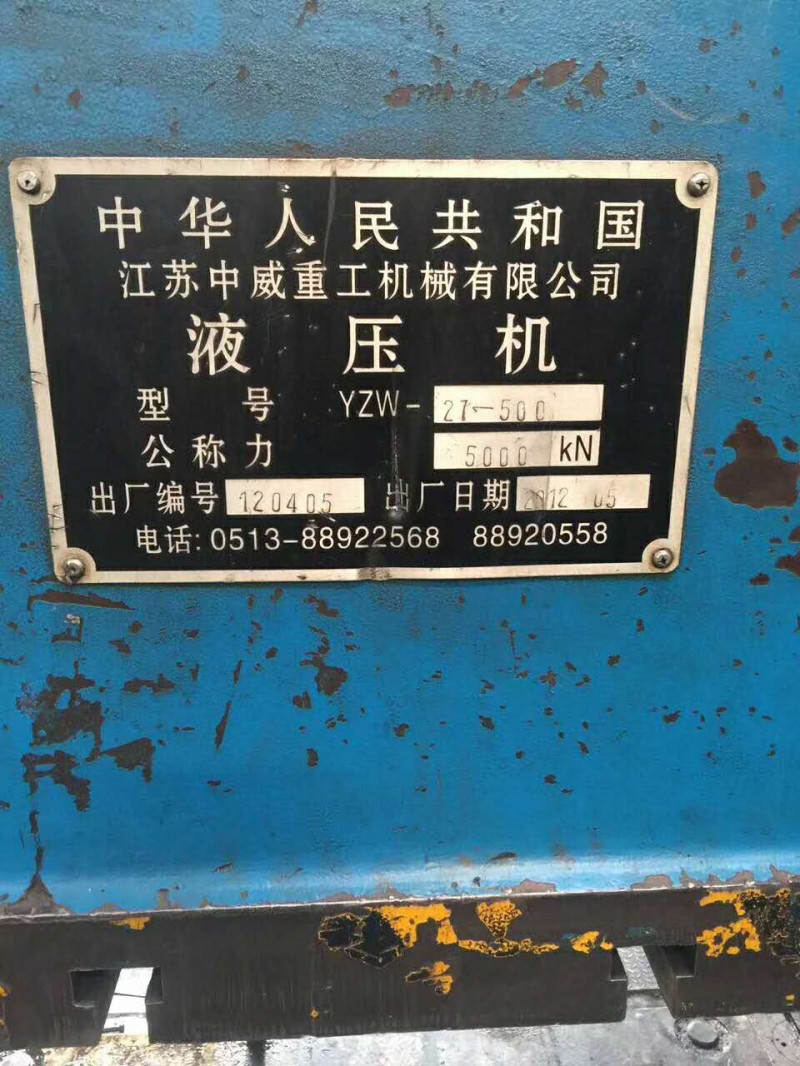 中华人民共和国
江苏中威重工机械有限公司
液压机
型号 YZW-27-500
公称力 5000 kN
出厂编号 120405 出厂日期 2012 05
电话: 0513-88922568 88920558